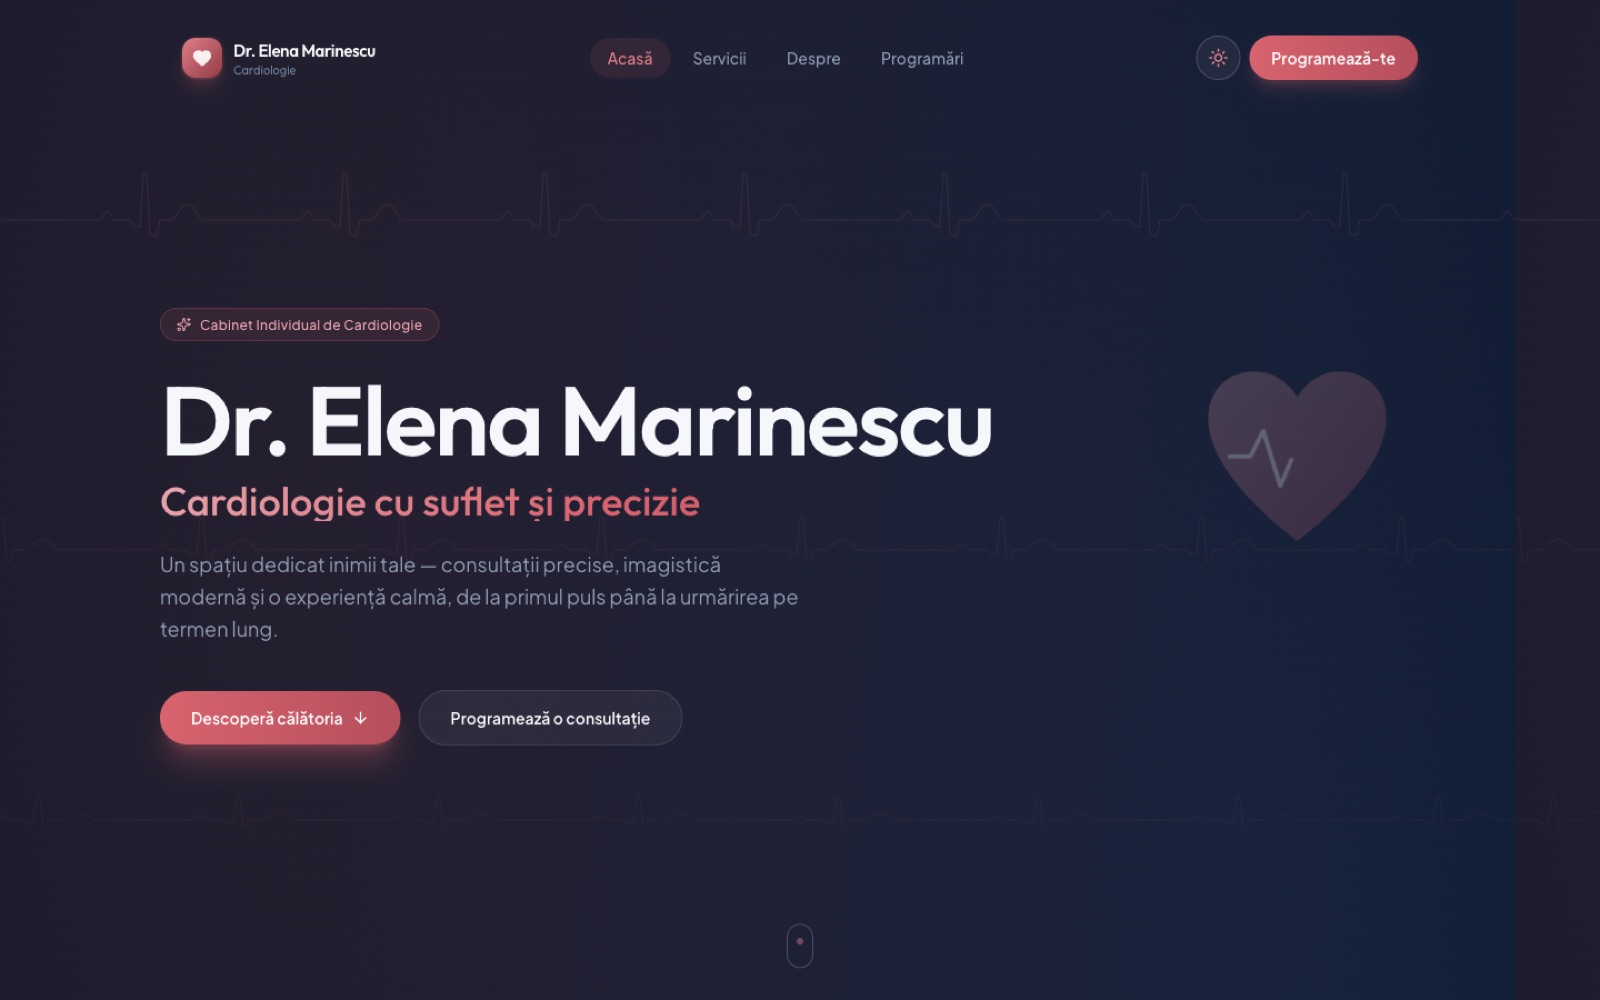 Dr. Elena Marinescu
Cardiologie
Acasă
Servicii
Despre
Programări
Programează-te
Cabinet Individual de Cardiologie
Dr. Elena Marinescu
Cardiologie cu suflet și precizie
Un spațiu dedicat inimii tale — consultații precise, imagistică
modernă și o experiență calmă, de la primul puls până la urmărirea pe
termen lung.
Descoperă călătoria
Programează o consultație